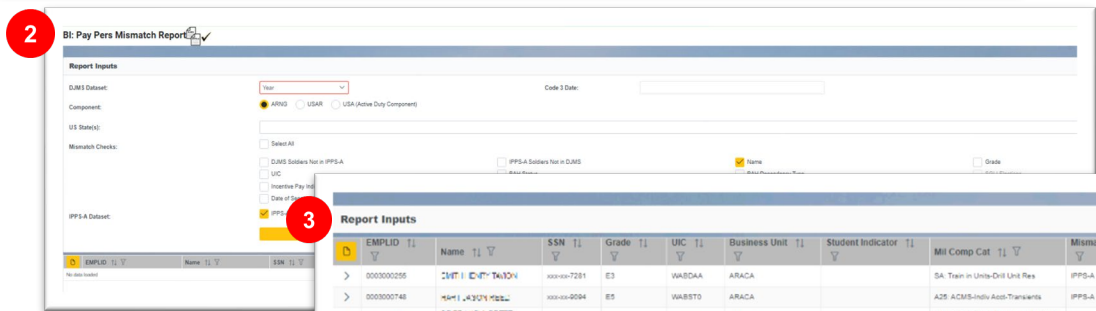 2
BI: Pay Pers Mismatch Report
Report Inputs
DJMS Dataset: Year Code 3 Date:
Component: ARNG USAR USA (Active Duty Component)
US State(s):
Mismatch Checks: Select All
DJMS Soldiers Not in IPPS-A IPPS-A Soldiers Not in DJMS Name Grade
UIC
Incentive Pay
Date of
IPPS-A Dataset:
EMPLID Name SSN
No data loaded
3
Report Inputs
EMPLID Name SSN Grade UIC Business Unit Student Indicator Mil Comp Cat
0003000255 xxx-xx-7281 E3 WABDAA ARACA SA: Train in Units-Drill Unit Res IPPS-A
0003000748 xxx-xx-9094 E5 WABST0 ARACA A25: ACMS-Indiv Acct-Transients IPPS-A